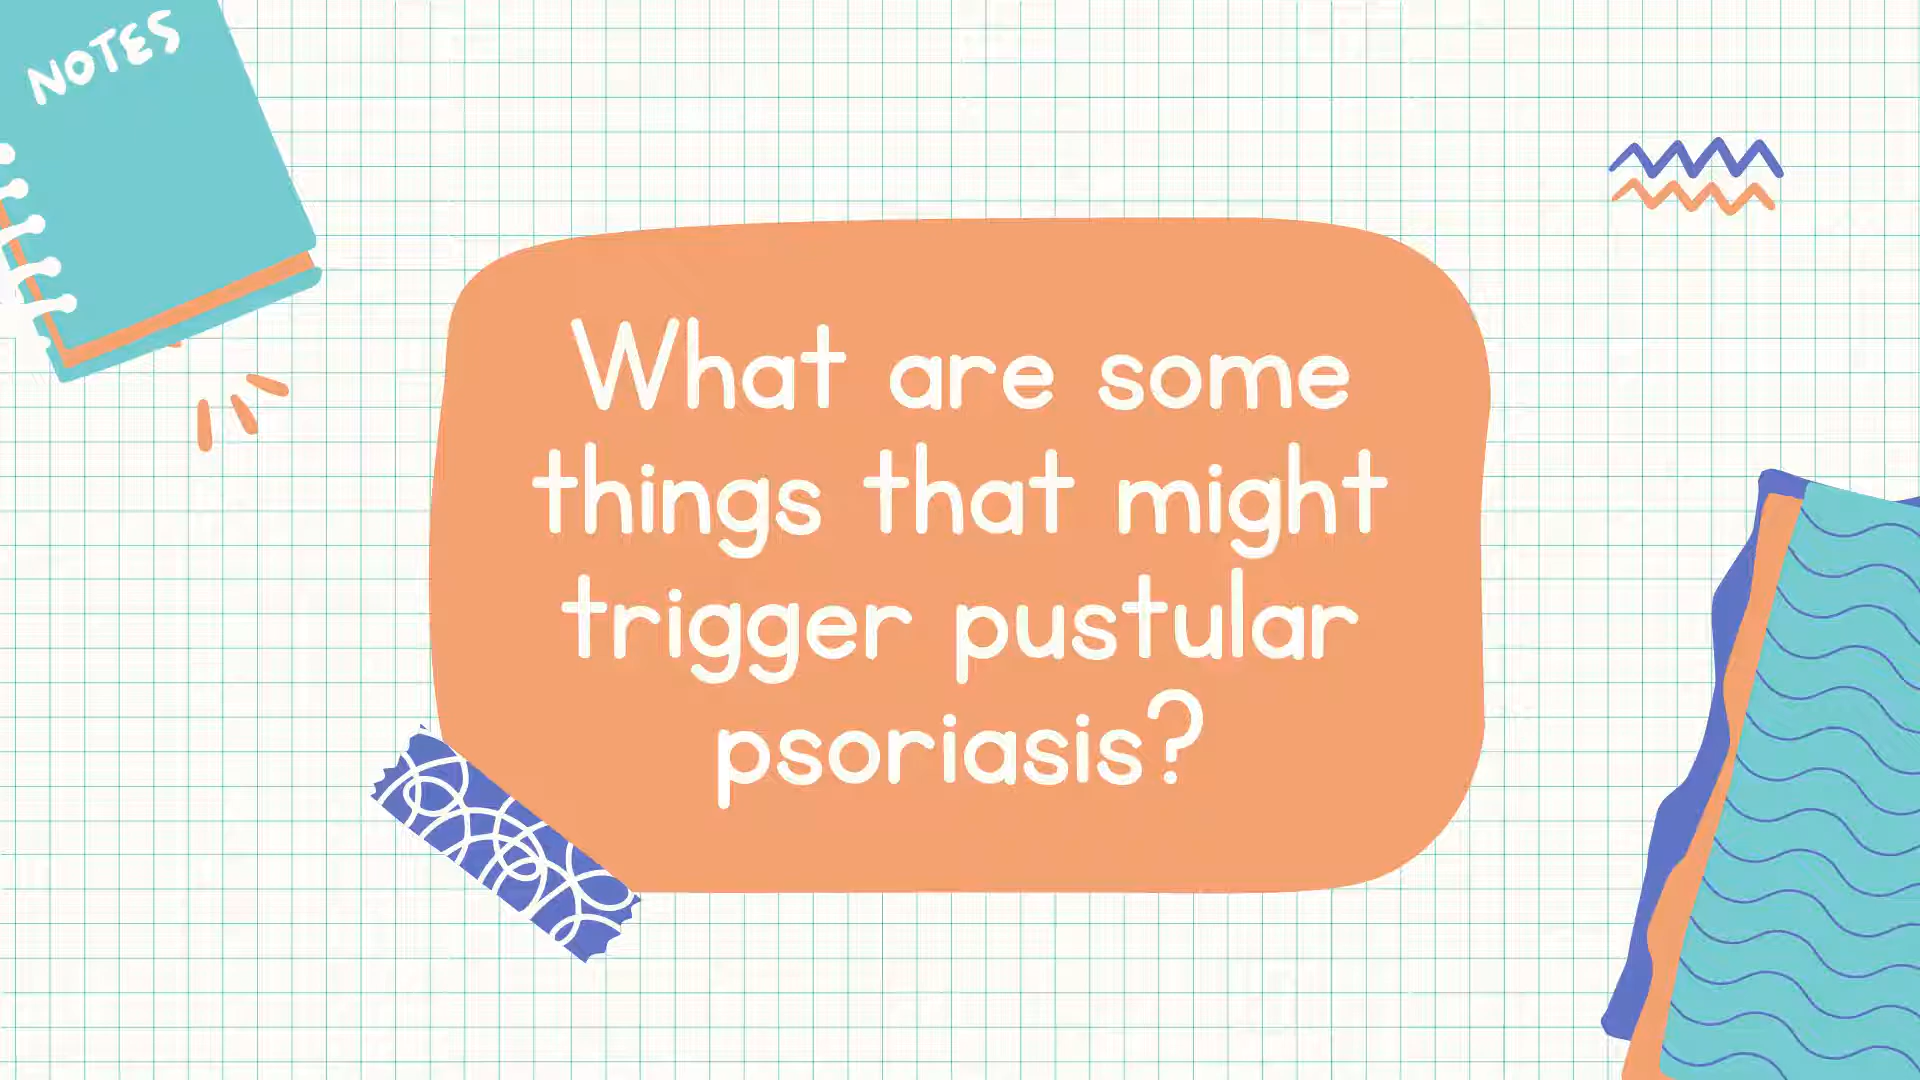 NOTES
What are some
things that might
trigger pustular
psoriasis?